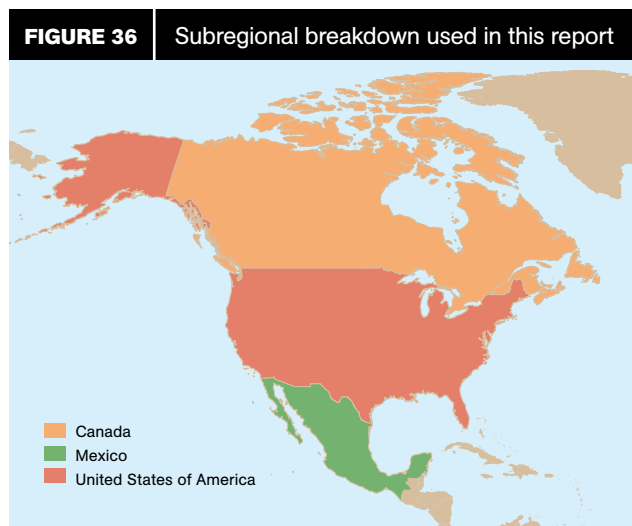 FIGURE 36
Subregional breakdown used in this report
Canada
Mexico
United States of America